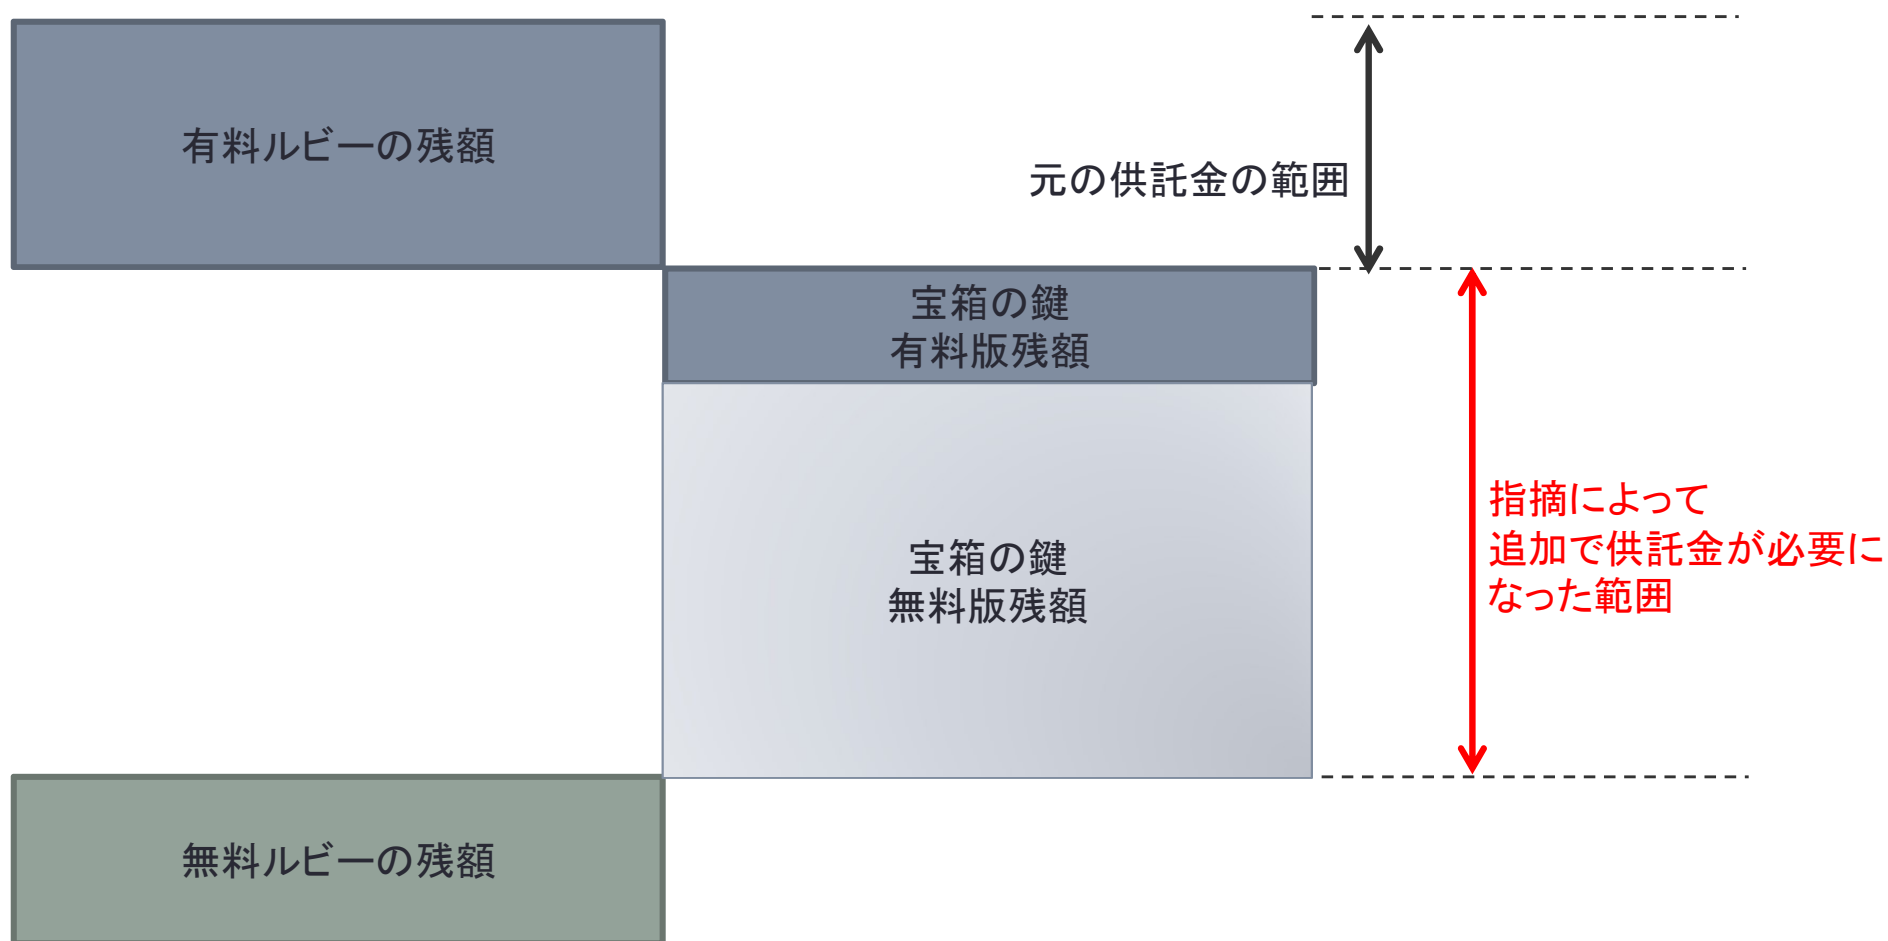 有料ルビーの残額
元の供託金の範囲
宝箱の鍵
有料版残額
宝箱の鍵
無料版残額
指摘によって
追加で供託金が必要に
なった範囲
無料ルビーの残額